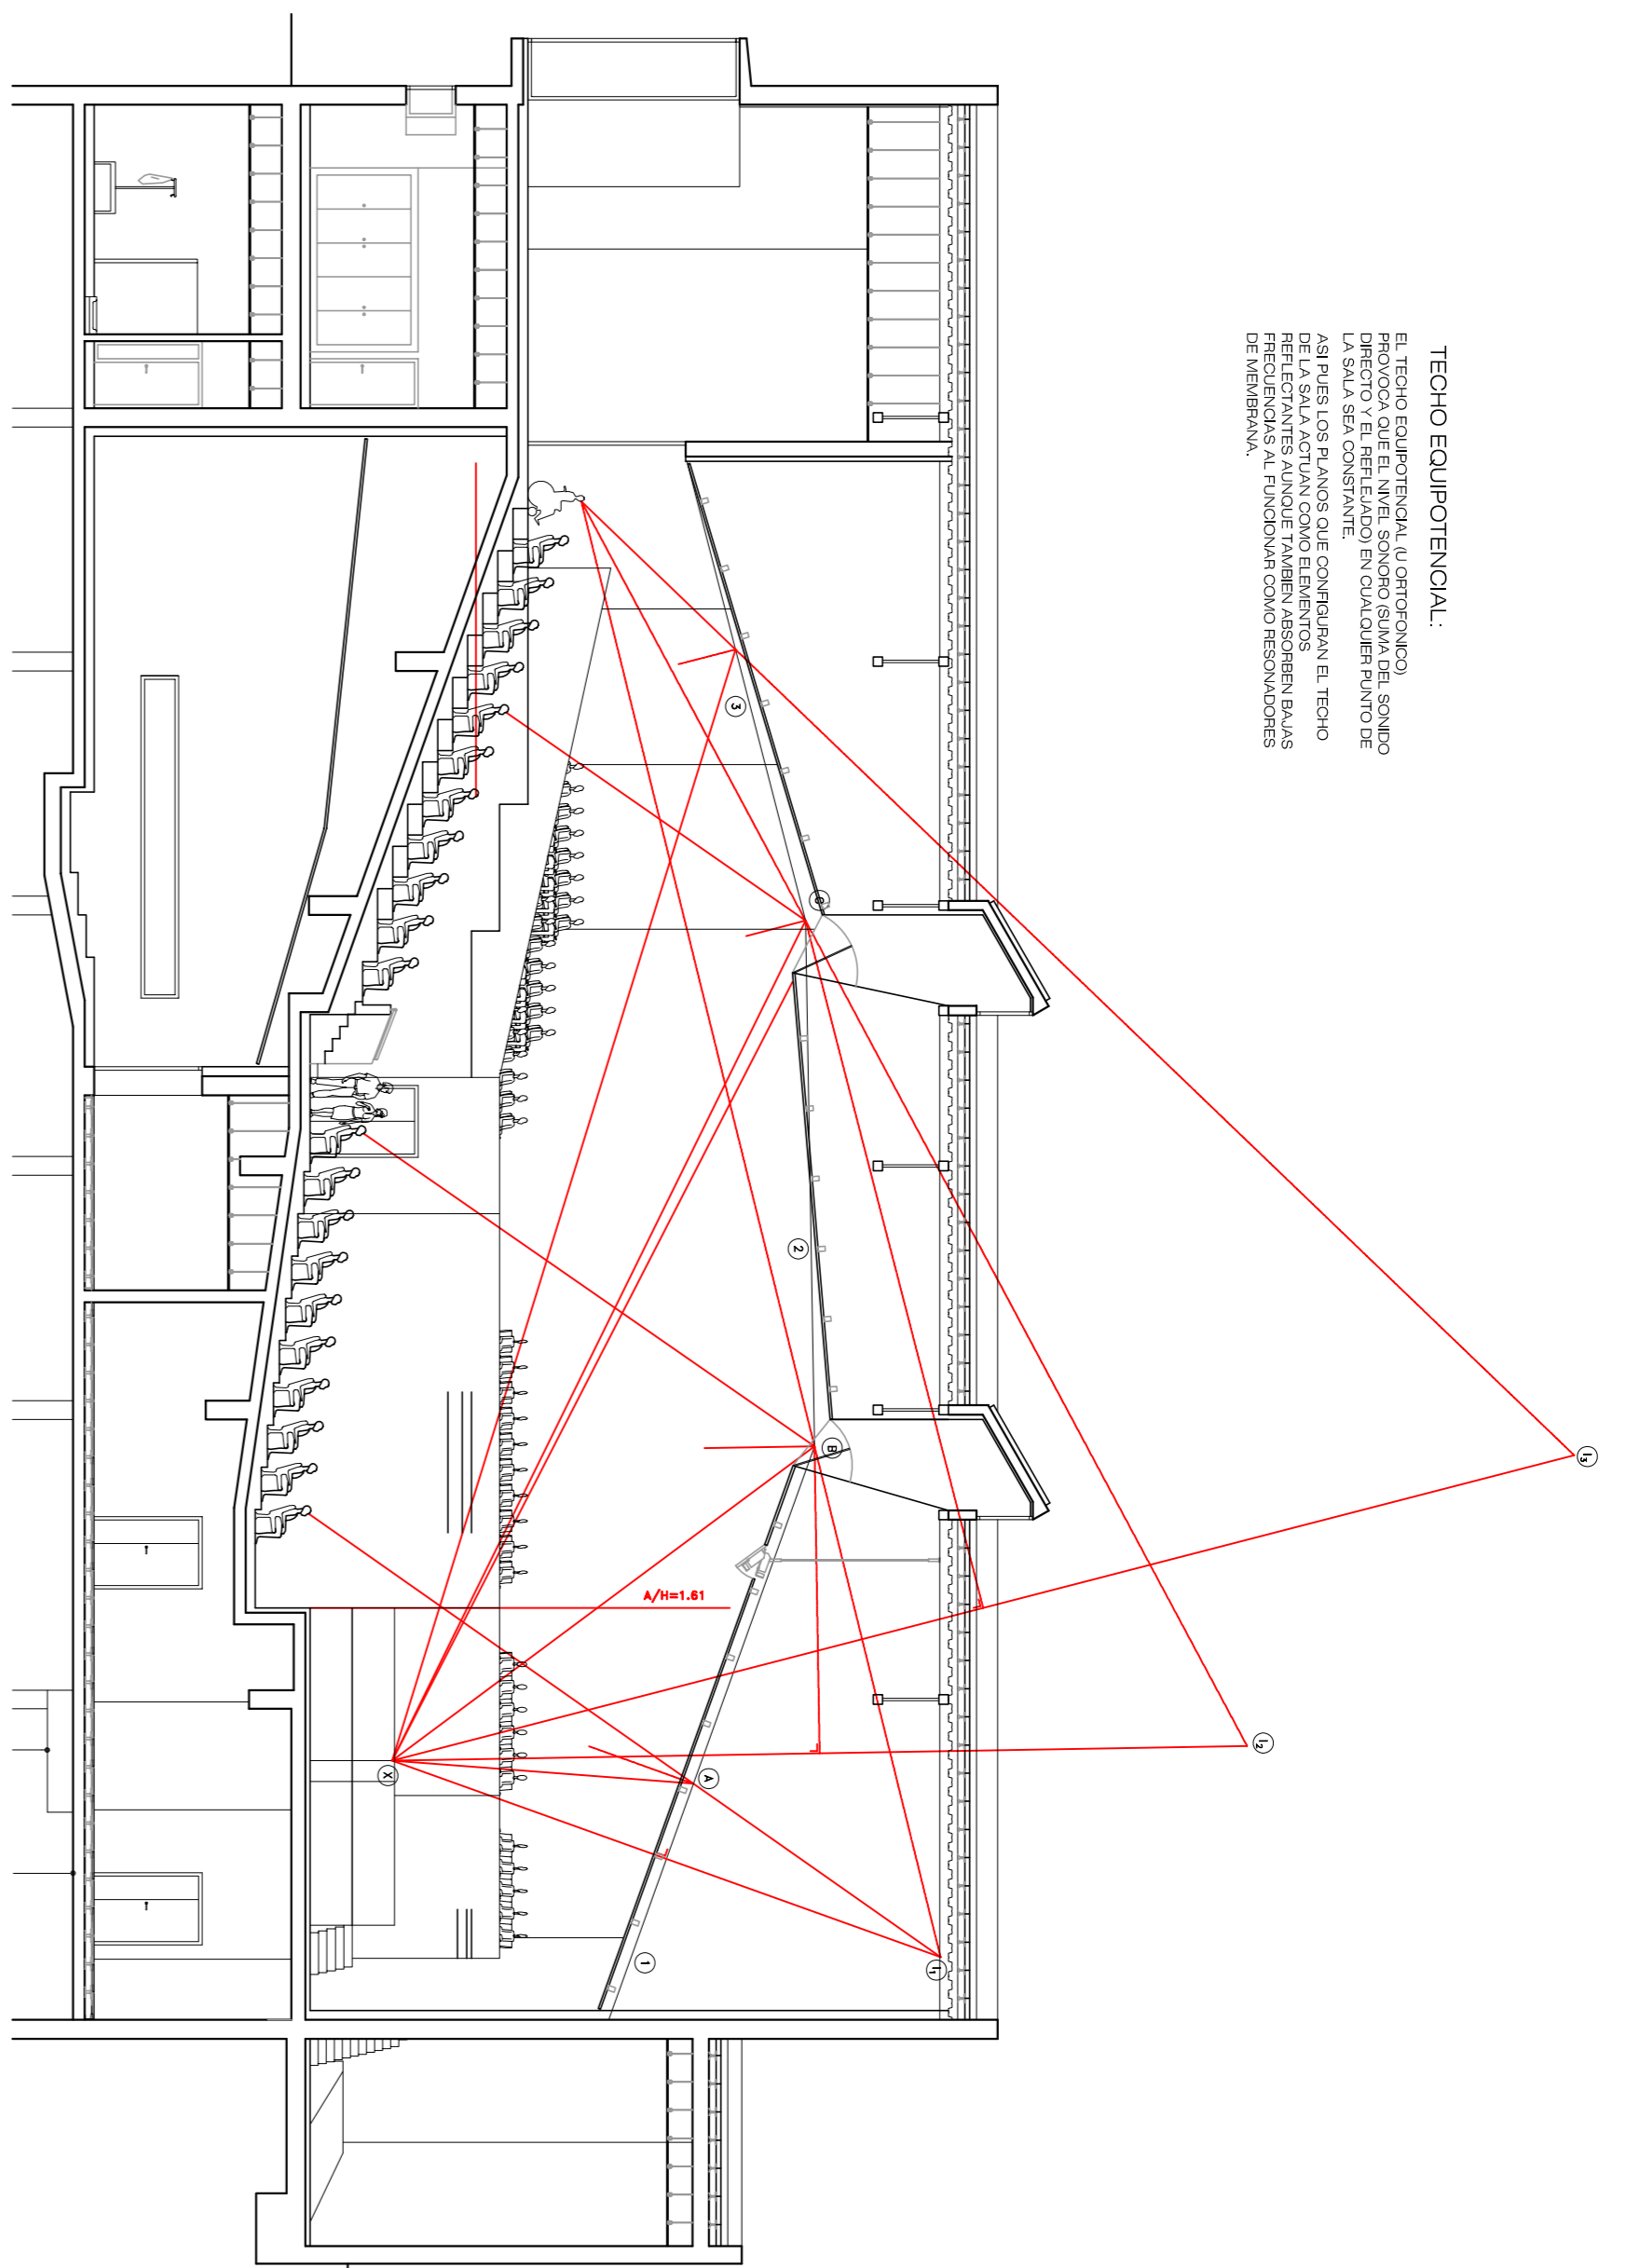 TECHO EQUIPOTENCIAL:
EL TECHO EQUIPOTENCIAL (U ORTOFONICO)
PROVOCA QUE EL NIVEL SONORO (SUMA DEL SONIDO
DIRECTO Y EL REFLEJADO) EN CUALQUIER PUNTO DE
LA SALA SEA CONSTANTE.
ASI PUES LOS PLANOS QUE CONFIGURAN EL TECHO
DE LA SALA ACTUAN COMO ELEMENTOS
REFLECTANTES AUNQUE TAMBIEN ABSORBEN BAJAS
FRECUENCIAS AL FUNCIONAR COMO RESONADORES
DE MEMBRANA.
I3
I2
I1
3
C
2
B
A
1
X
A/H=1.61